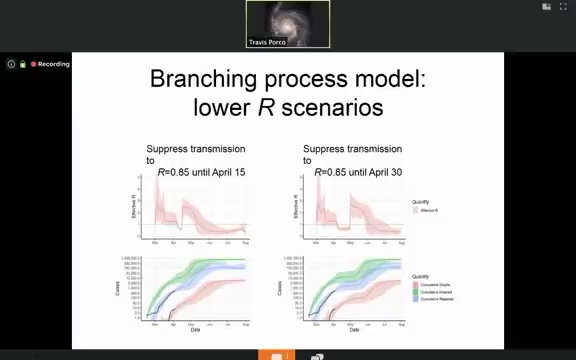 Travis Porco
Recording
Branching process model:
lower R scenarios
Suppress transmission
to
R=0.85 until April 15
Suppress transmission
to
R=0.85 until April 30
Effective R
Effective R
Quantity
Effective R
Cases
Cases
Quantity
Cumulative Deaths
Cumulative Infected
Cumulative Reported
Date
Date